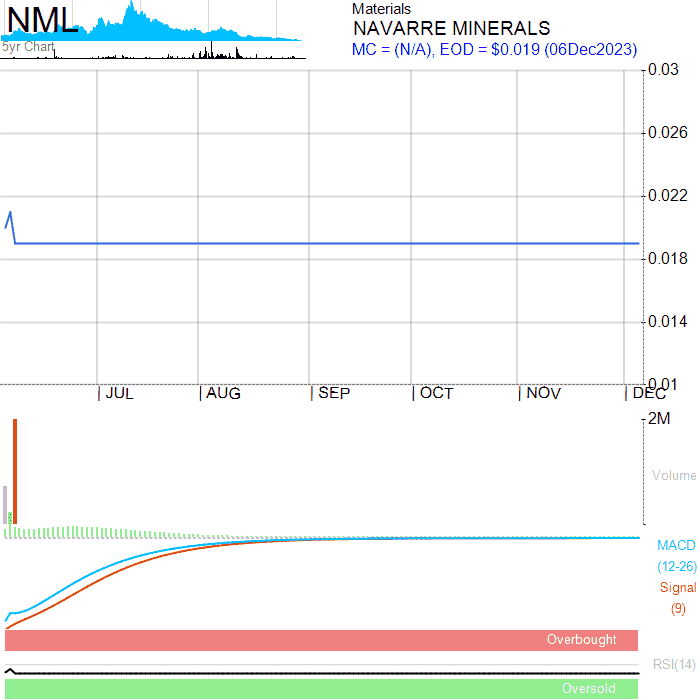 NML
5yr Chart
Materials
NAVARRE MINERALS
MC = (N/A), EOD = $0.019 (06Dec2023)
0.03
0.026
0.022
0.018
0.014
0.01
JUL AUG SEP OCT NOV DEC
2M
Volume
MACD
(12-26)
Signal
(9)
Overbought
RSI(14)
Oversold